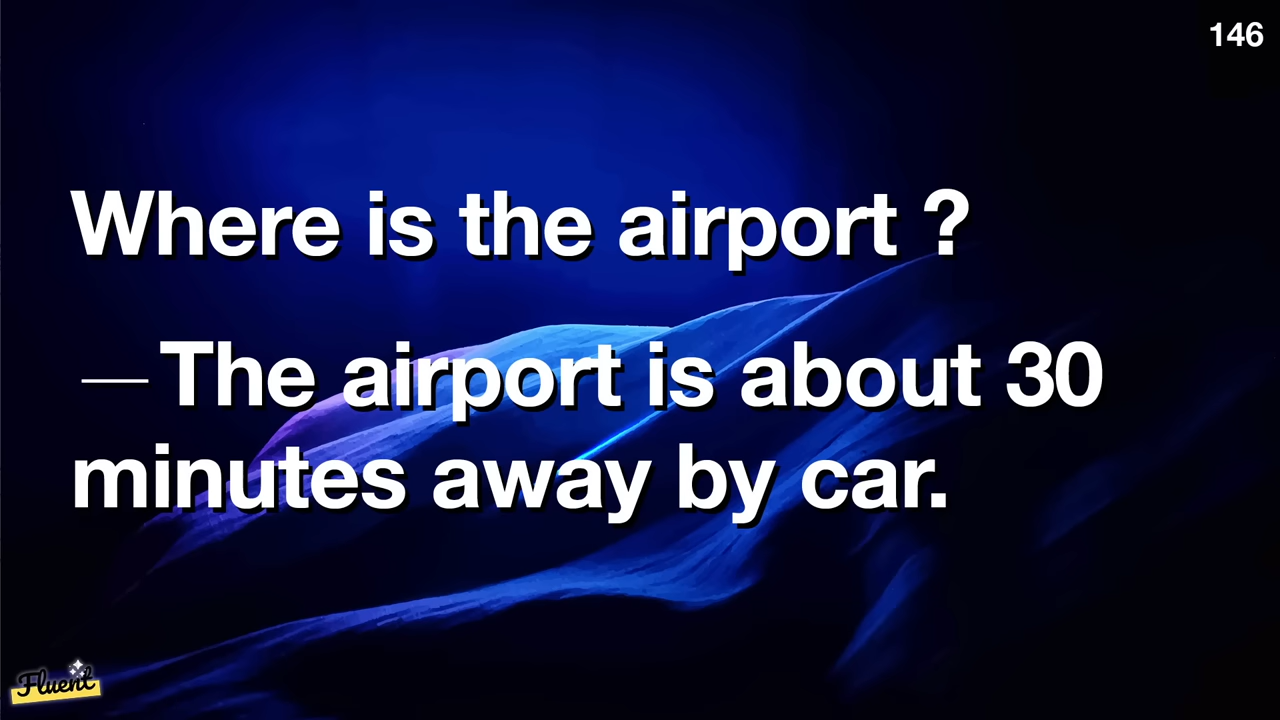 146
Where is the airport ?
— The airport is about 30
minutes away by car.
Fluent